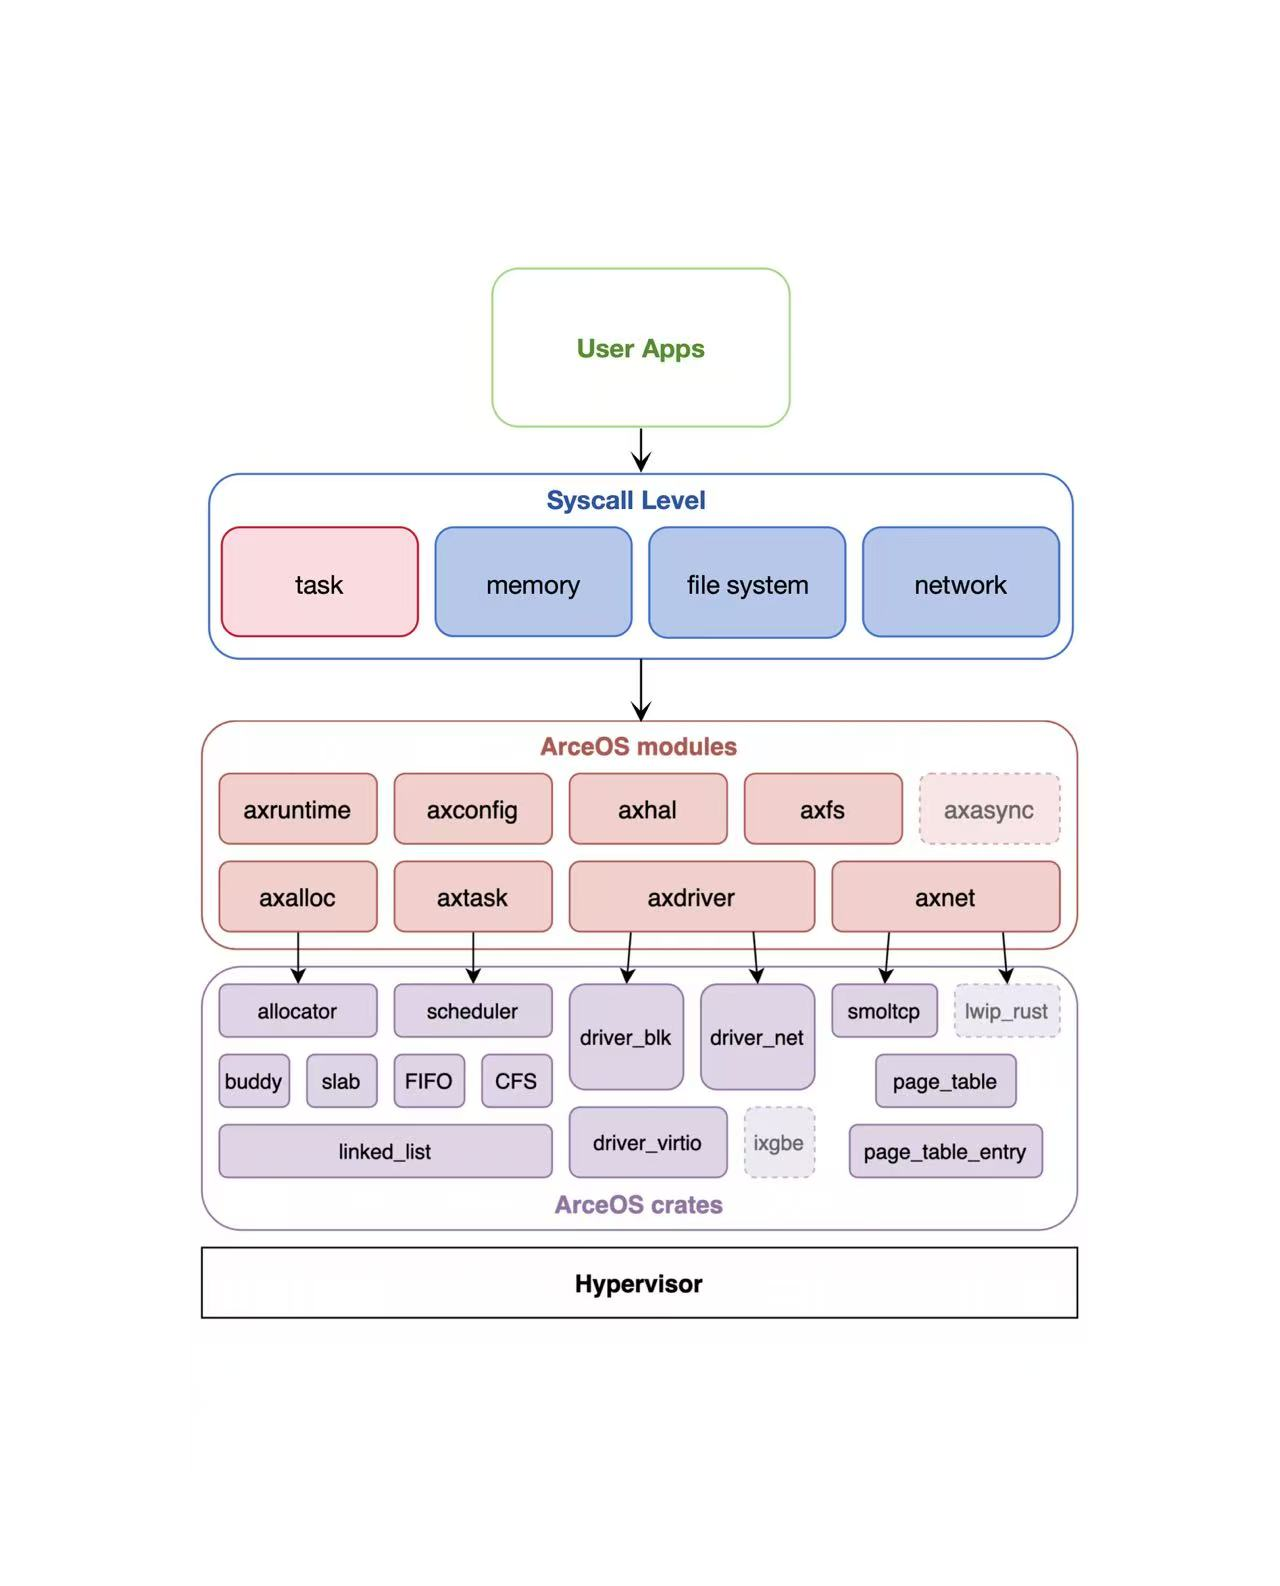 User Apps
Syscall Level
task
memory
file system
network
ArceOS modules
axruntime
axconfig
axhal
axfs
axasync
axalloc
axtask
axdriver
axnet
allocator
scheduler
driver_blk
driver_net
smoltcp
lwip_rust
buddy
slab
FIFO
CFS
page_table
linked_list
driver_virtio
ixgbe
page_table_entry
ArceOS crates
Hypervisor